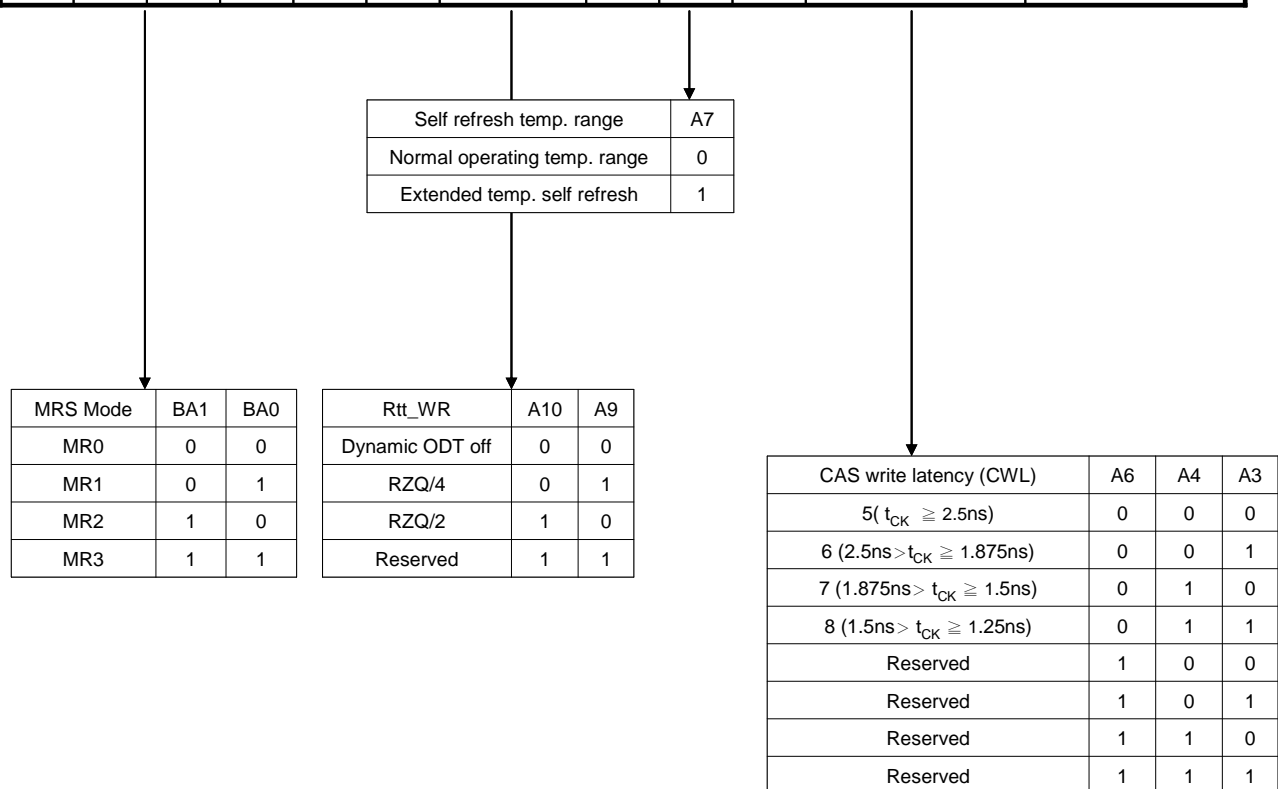 Self refresh temp. range A7
Normal operating temp. range 0
Extended temp. self refresh 1
MRS Mode BA1 BA0
MR0 0 0
MR1 0 1
MR2 1 0
MR3 1 1
Rtt_WR A10 A9
Dynamic ODT off 0 0
RZQ/4 0 1
RZQ/2 1 0
Reserved 1 1
CAS write latency (CWL) A6 A4 A3
5( tCK ≧ 2.5ns) 0 0 0
6 (2.5ns>tCK ≧ 1.875ns) 0 0 1
7 (1.875ns> tCK ≧ 1.5ns) 0 1 0
8 (1.5ns> tCK ≧ 1.25ns) 0 1 1
Reserved 1 0 0
Reserved 1 0 1
Reserved 1 1 0
Reserved 1 1 1